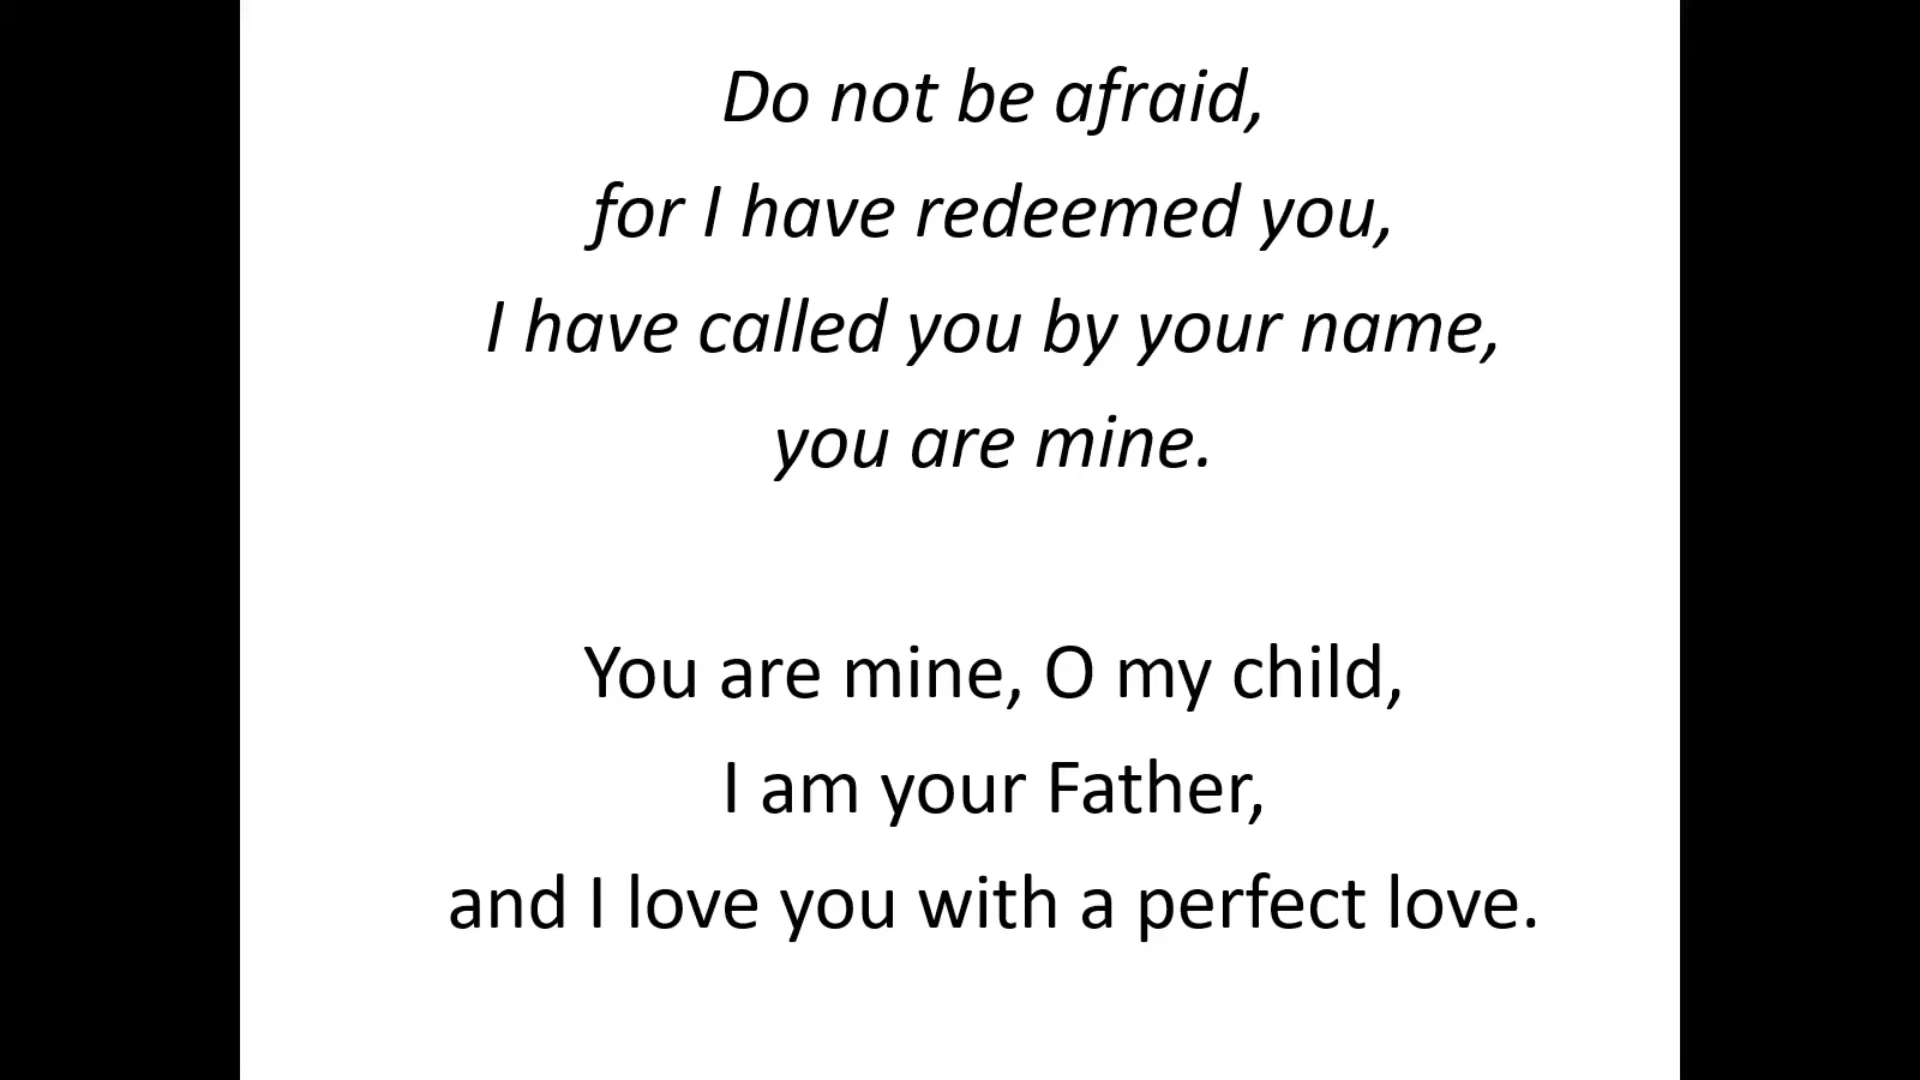 Do not be afraid,
for I have redeemed you,
I have called you by your name,
you are mine.
You are mine, O my child,
I am your Father,
and I love you with a perfect love.